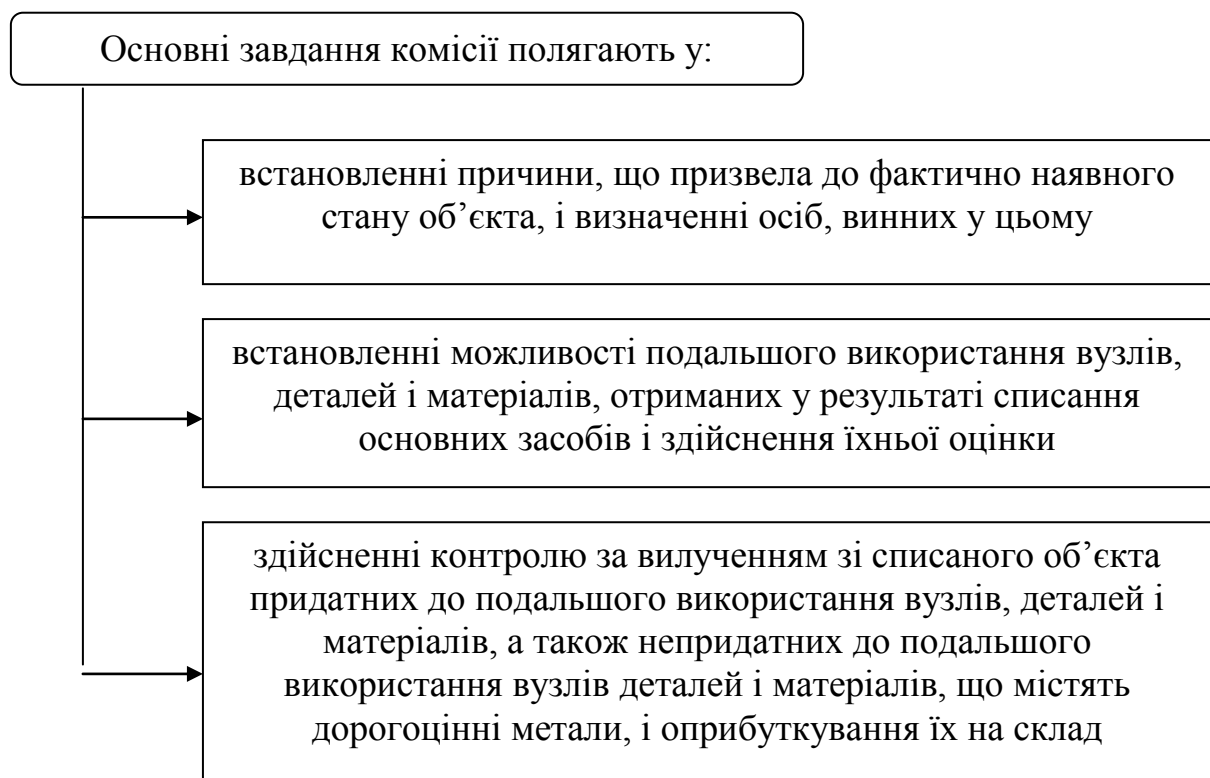 Основні завдання комісії полягають у:
встановленні причини, що призвела до фактично наявного
стану об’єкта, і визначенні осіб, винних у цьому
встановленні можливості подальшого використання вузлів,
деталей і матеріалів, отриманих у результаті списання
основних засобів і здійснення їхньої оцінки
здійсненні контролю за вилученням зі списаного об’єкта
придатних до подальшого використання вузлів, деталей і
матеріалів, а також непридатних до подальшого
використання вузлів деталей і матеріалів, що містять
дорогоцінні метали, і оприбуткування їх на склад